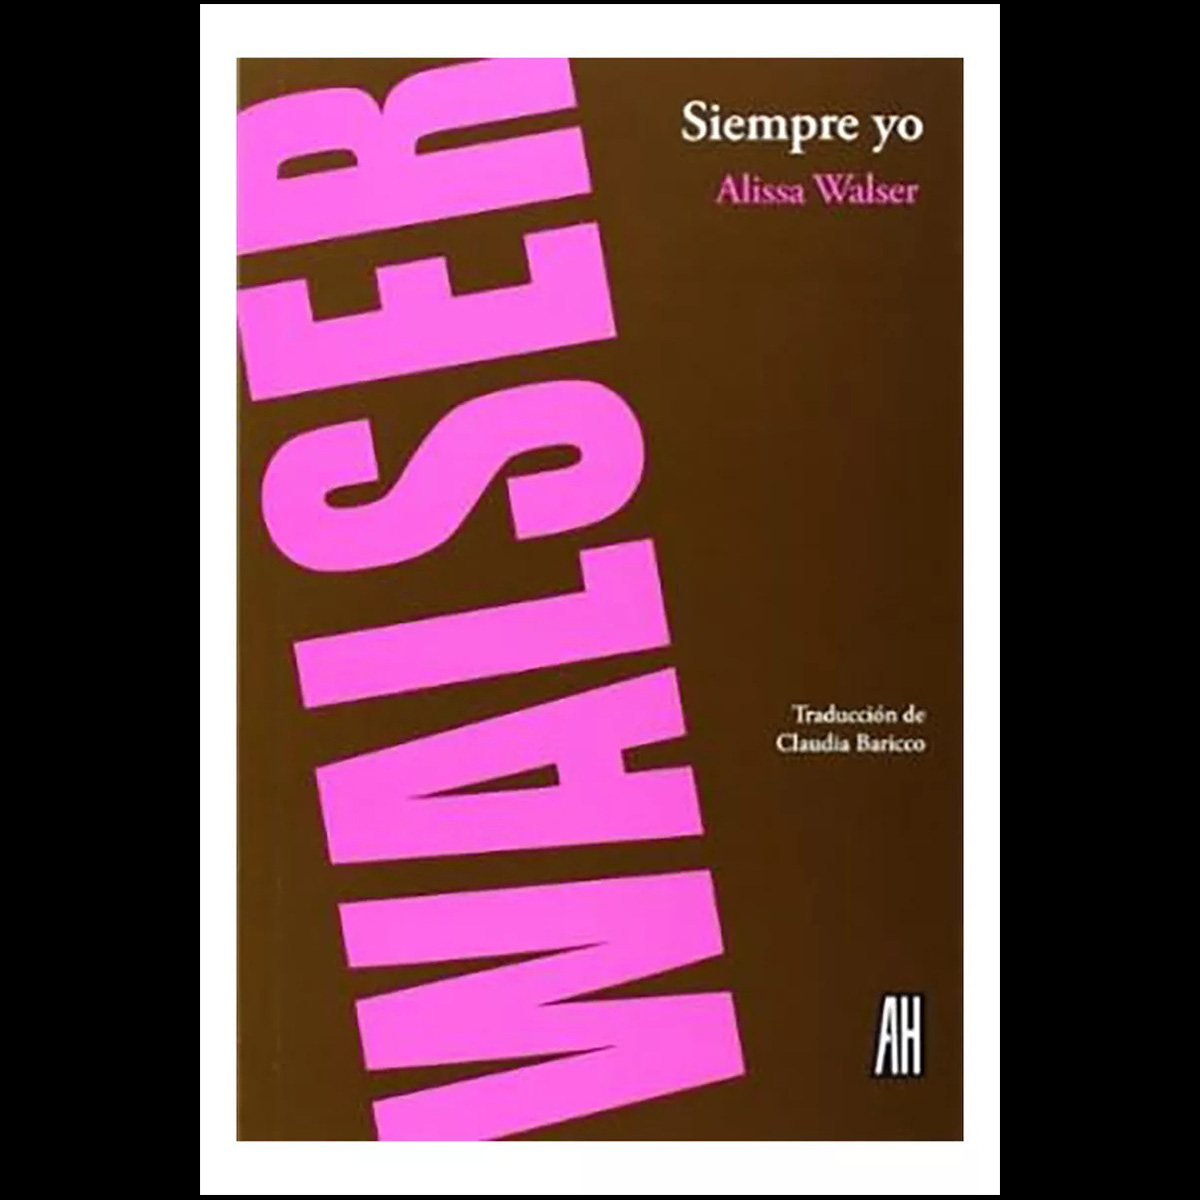 WALSER
Siempre yo
Alissa Walser
Traducción de
Claudia Baricco
AH